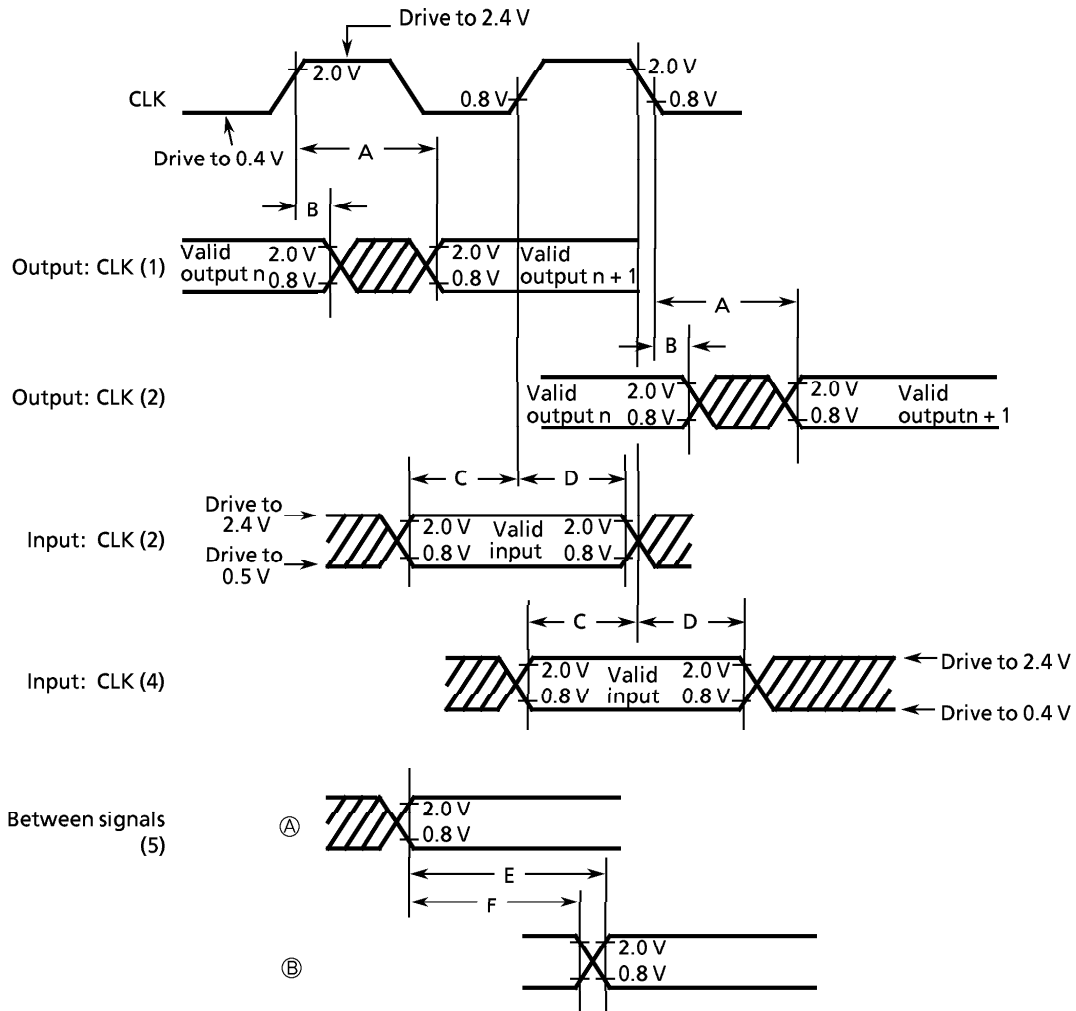 Drive to 2.4 V
2.0 V
2.0 V
CLK
0.8 V
0.8 V
Drive to 0.4 V
A
B
Output: CLK (1)
Valid
output n
2.0 V
0.8 V
2.0 V
0.8 V
Valid
output n + 1
A
B
Output: CLK (2)
Valid
output n
2.0 V
0.8 V
2.0 V
0.8 V
Valid
outputn + 1
C
D
Input: CLK (2)
Drive to
2.4 V
Drive to
0.5 V
2.0 V
0.8 V
Valid
input
2.0 V
0.8 V
C
D
Input: CLK (4)
2.0 V
0.8 V
Valid
input
2.0 V
0.8 V
Drive to 2.4 V
Drive to 0.4 V
Between signals
(5)
Ⓐ
2.0 V
0.8 V
E
F
Ⓑ
2.0 V
0.8 V